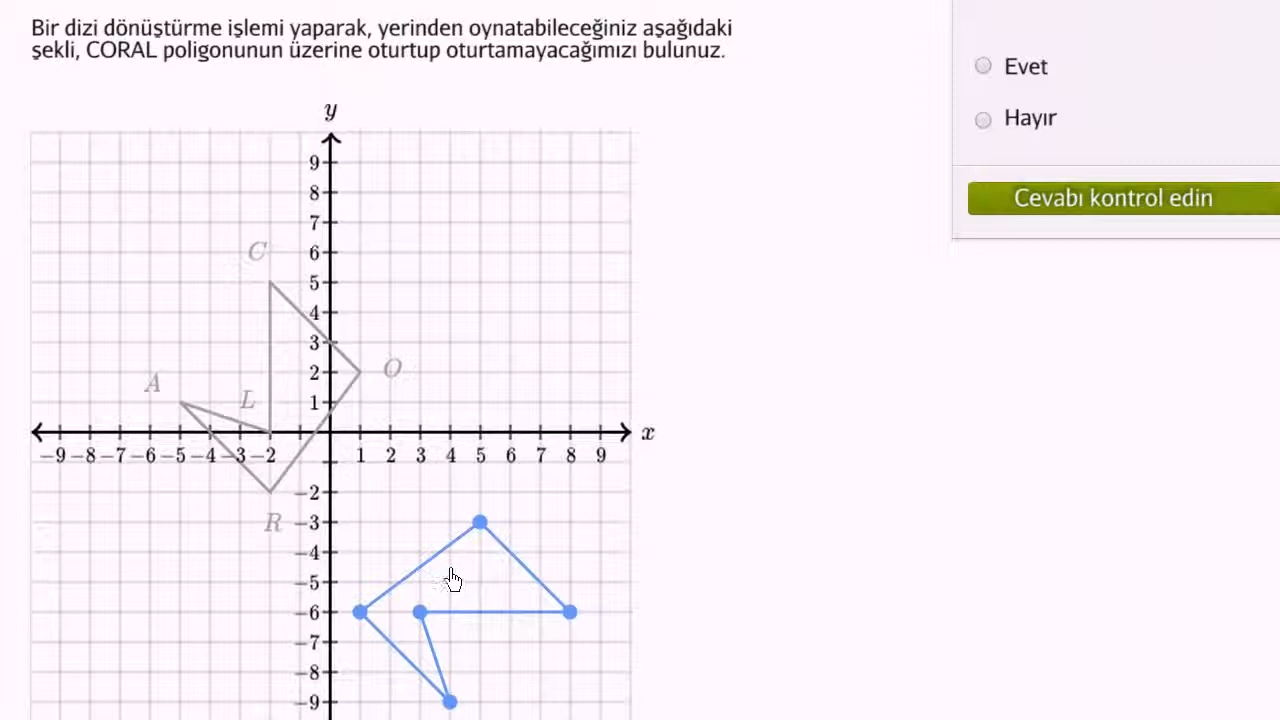 Bir dizi dönüştürme işlemi yaparak, yerinden oynatabileceğiniz aşağıdaki
şekli, CORAL poligonunun üzerine oturtup oturtamayacağımızı bulunuz.
Evet
Hayır
Cevabı kontrol edin
y
9
8
7
6
5
4
3
2
1
C
O
A
L
R
x
−9 −8 −7 −6 −5 −4 −3 −2 1 2 3 4 5 6 7 8 9
−2
−3
−4
−5
−6
−7
−8
−9